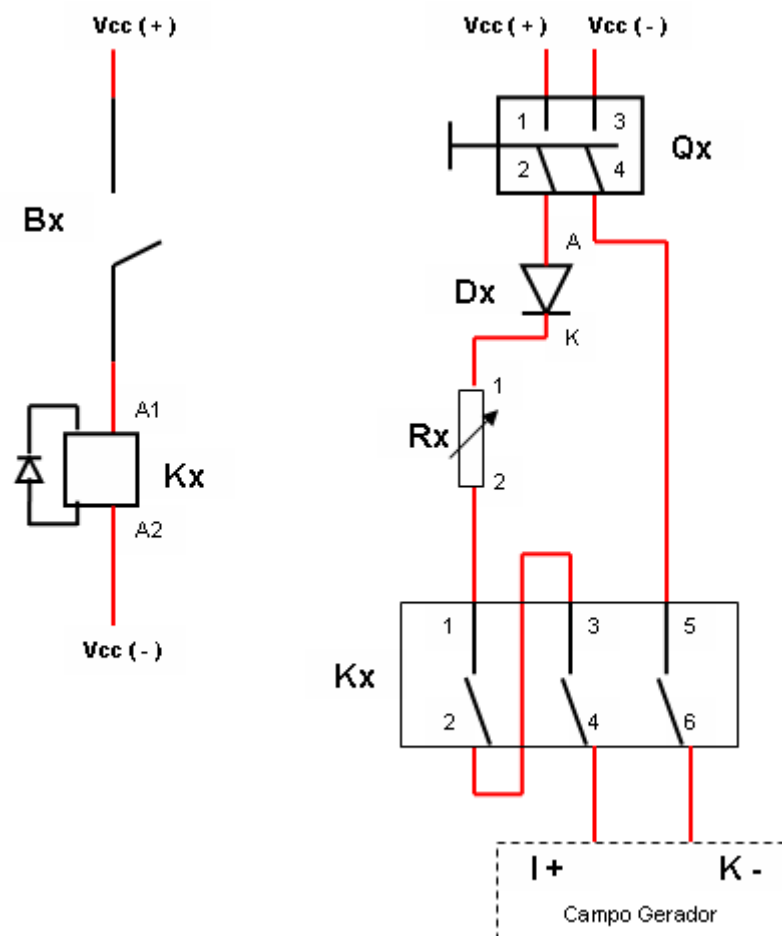 Vcc ( + )
Bx
A1
Kx
A2
Vcc ( - )
Vcc ( + ) Vcc ( - )
1 3
Qx
2 4
A
Dx
K
1
Rx
2
1 3 5
Kx
2 4 6
I + K -
Campo Gerador